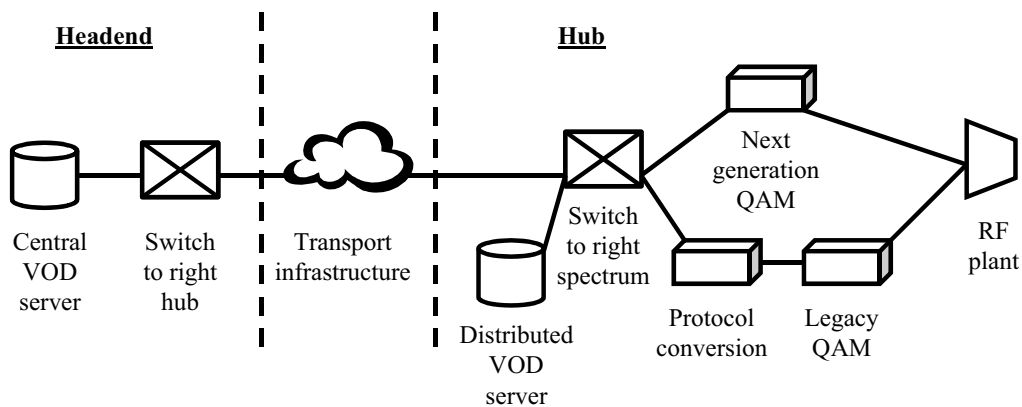 Headend
Hub
Central
VOD
server
Switch
to right
hub
Transport
infrastructure
Distributed
VOD
server
Switch
to right
spectrum
Next
generation
QAM
Protocol
conversion
Legacy
QAM
RF
plant